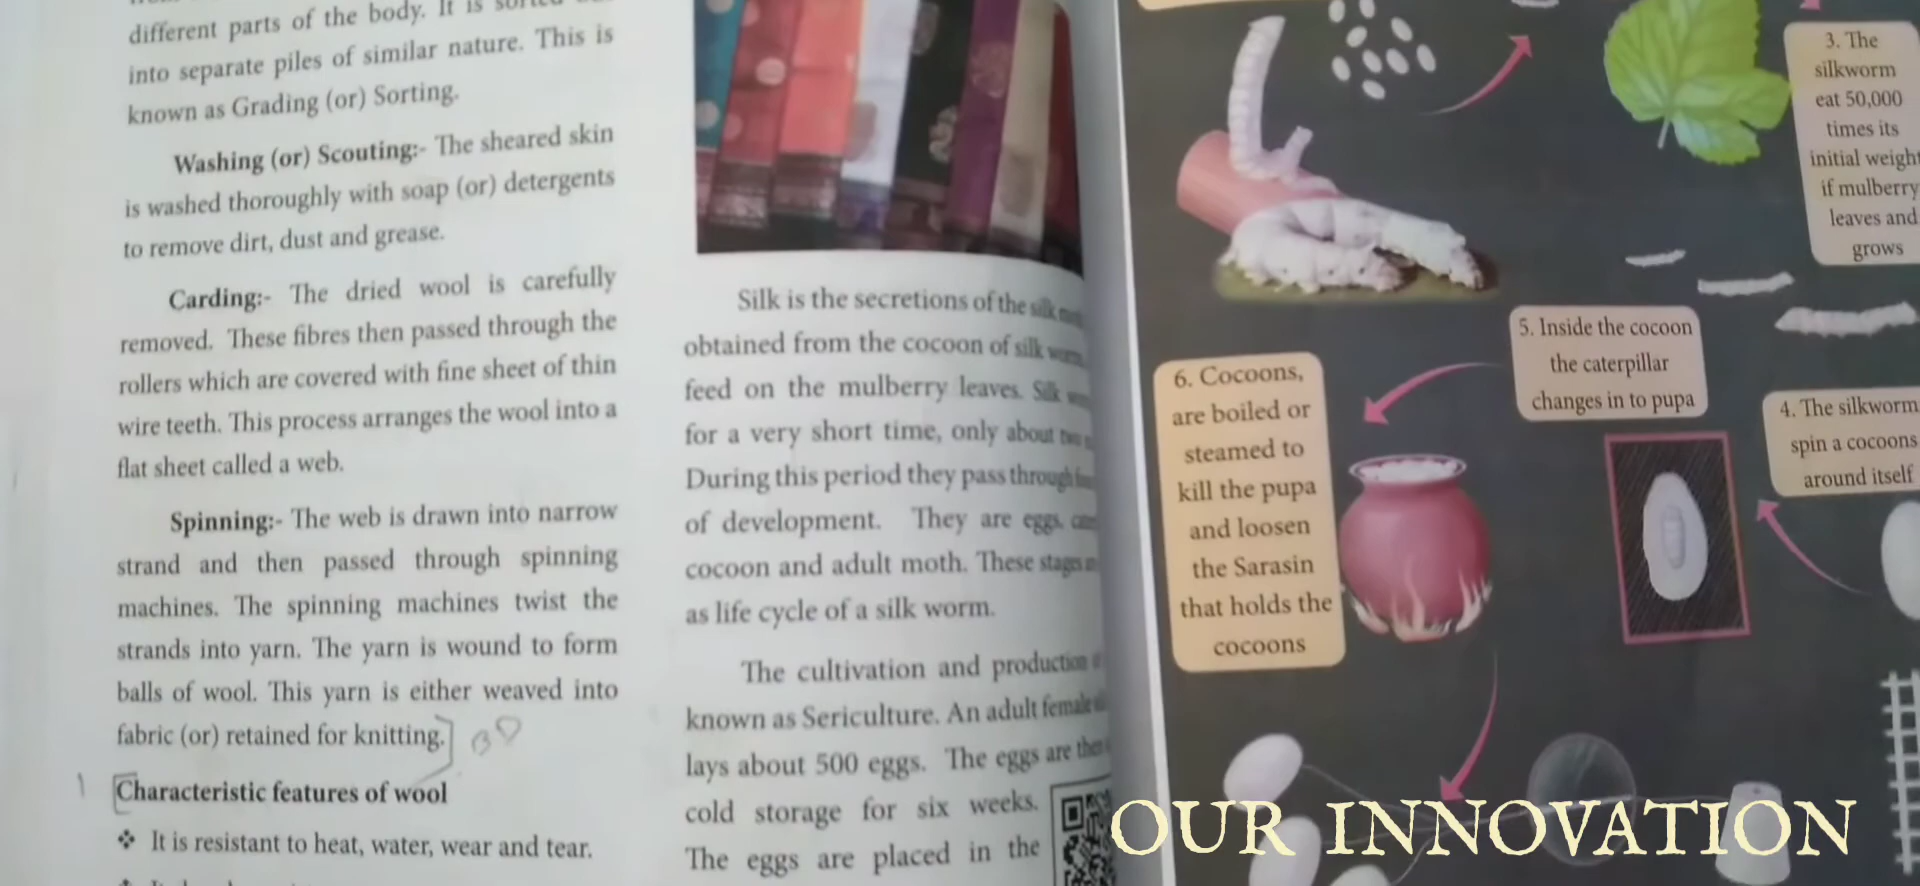 different parts of the body. It is
into separate piles of similar nature. This is
known as Grading (or) Sorting.
Washing (or) Scouting:- The sheared skin
is washed thoroughly with soap (or) detergents
to remove dirt, dust and grease.
Carding:- The dried wool is carefully
removed. These fibres then passed through the
rollers which are covered with fine sheet of thin
wire teeth. This process arranges the wool into a
flat sheet called a web.
Spinning:- The web is drawn into narrow
strand and then passed through spinning
machines. The spinning machines twist the
strands into yarn. The yarn is wound to form
balls of wool. This yarn is either weaved into
fabric (or) retained for knitting.
Characteristic features of wool
❖ It is resistant to heat, water, wear and tear.
Silk is the secretions of the silk
obtained from the cocoon of silk
feed on the mulberry leaves. Silk
for a very short time, only about
During this period they pass through
of development. They are eggs,
cocoon and adult moth. These stages
as life cycle of a silk worm.
The cultivation and production
known as Sericulture. An adult female
lays about 500 eggs. The eggs are
cold storage for six weeks.
The eggs are placed in the
3. The
silkworm
eat 50,000
times its
initial weight
if mulberry
leaves and
grows
5. Inside the cocoon
the caterpillar
changes in to pupa
4. The silkworm
spin a cocoons
around itself
6. Cocoons,
are boiled or
steamed to
kill the pupa
and loosen
the Sarasin
that holds the
cocoons
OUR INNOVATION